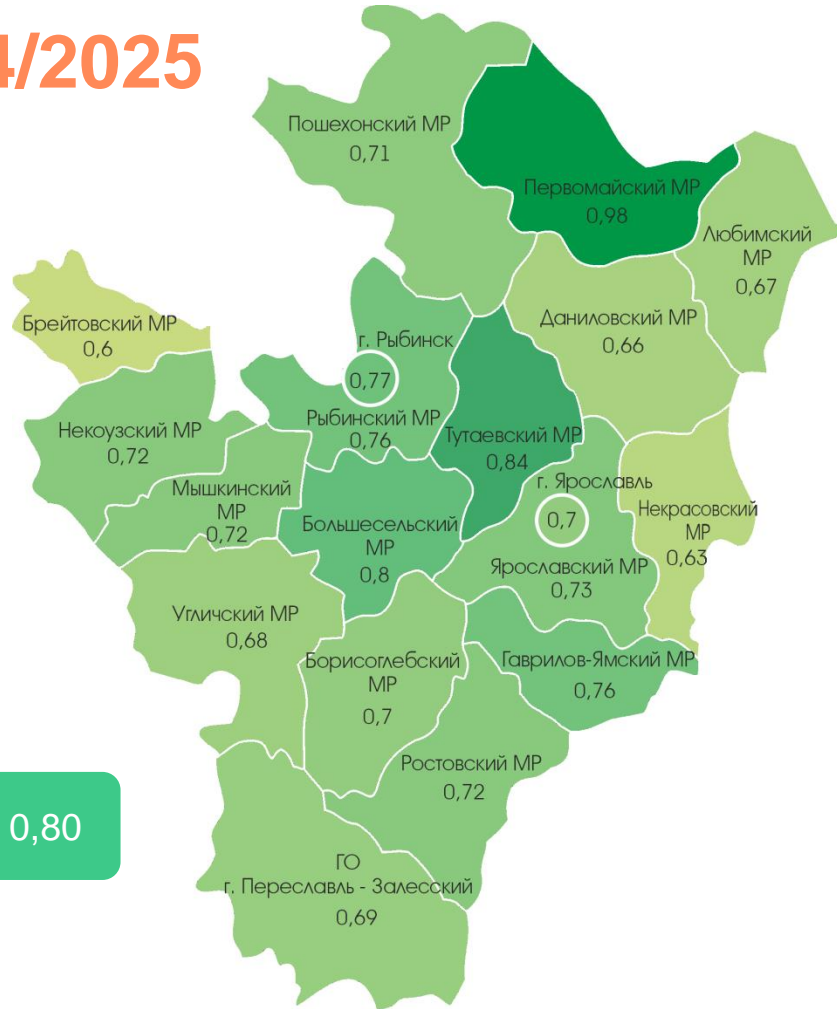 4/2025
Пошехонский МР
0,71
Первомайский МР
0,98
Любимский
МР
0,67
Брейтовский МР
0,6
Даниловский МР
0,66
г. Рыбинск
0,77
Рыбинский МР
0,76
Некоузский МР
0,72
Тутаевский МР
0,84
Мышкинский
МР
0,72
г. Ярославль
0,7
Ярославский МР
0,73
Некрасовский
МР
0,63
Большесельский
МР
0,8
Угличский МР
0,68
Борисоглебский
МР
0,7
Гаврилов-Ямский МР
0,76
Ростовский МР
0,72
0,80
ГО
г. Переславль - Залесский
0,69